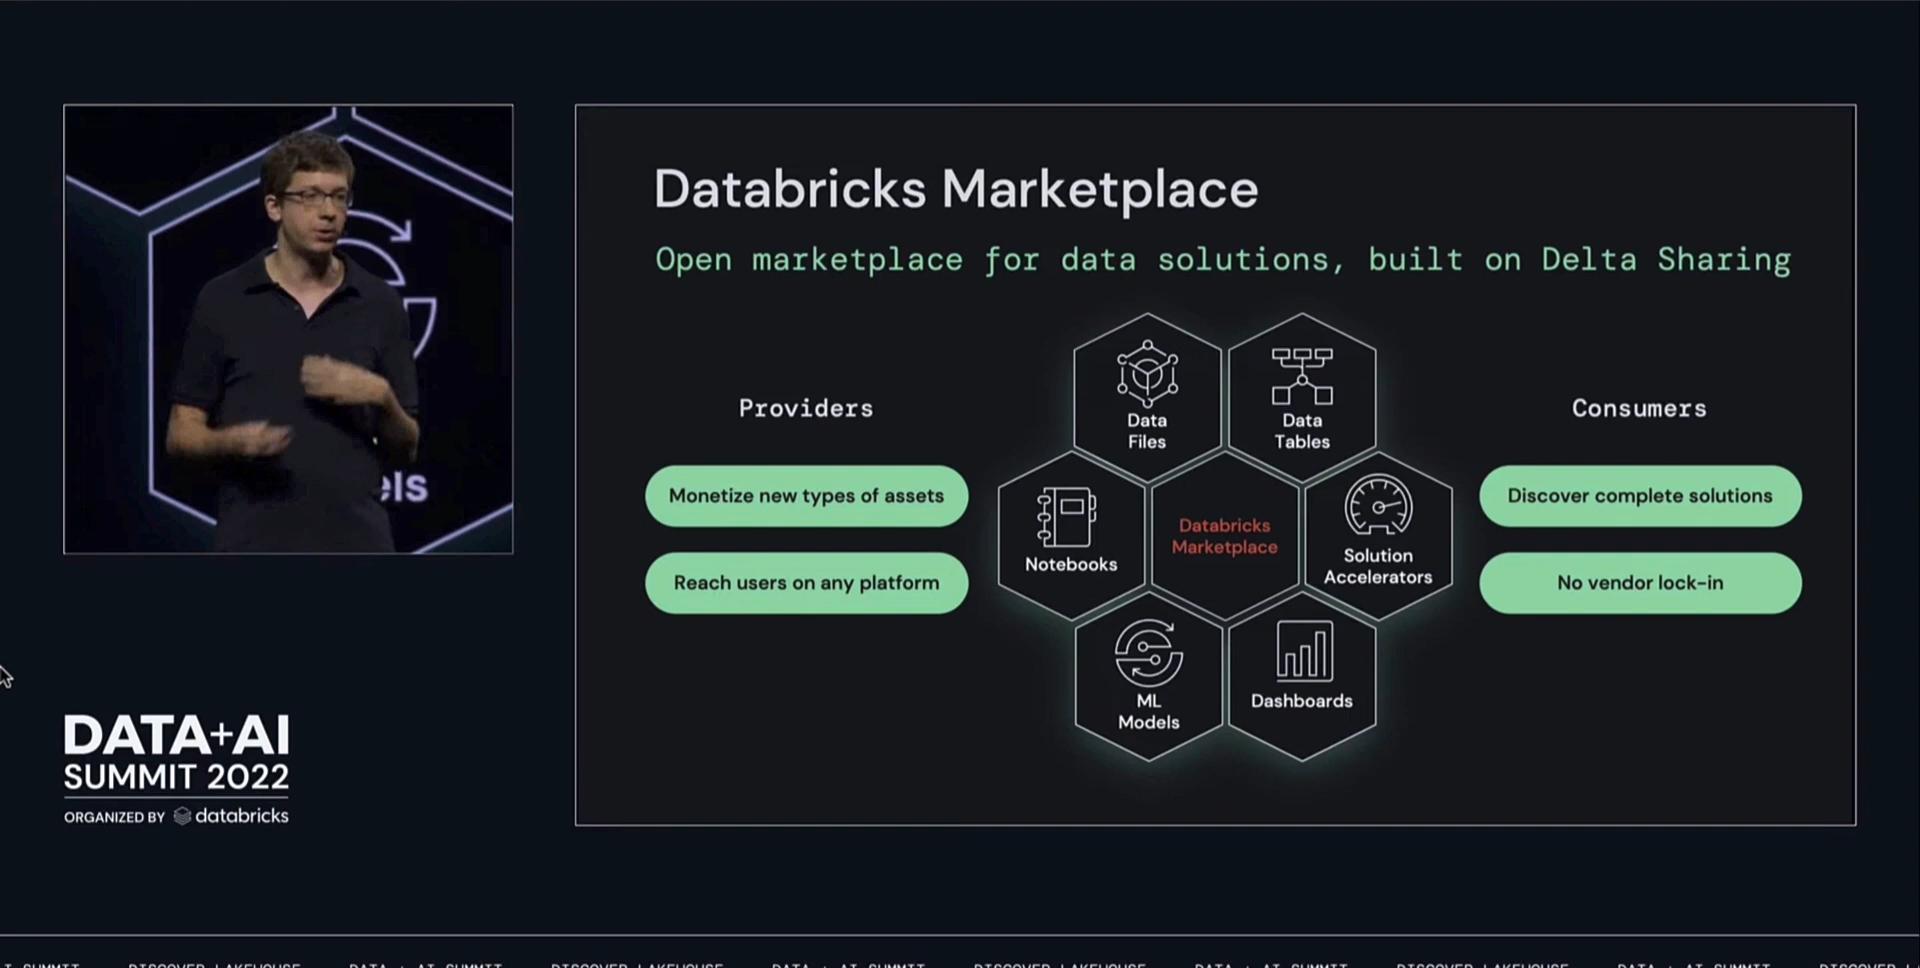 Databricks Marketplace
Open marketplace for data solutions, built on Delta Sharing
Providers
Monetize new types of assets
Reach users on any platform
Data
Files
Data
Tables
Notebooks
Databricks
Marketplace
Solution
Accelerators
ML
Models
Dashboards
Consumers
Discover complete solutions
No vendor lock-in
els
DATA+AI
SUMMIT 2022
ORGANIZED BY databricks
SUMMIT DISCOVER LAKEHOUSE DATA + AI SUMMIT DISCOVER LAKEHOUSE DATA + AI SUMMIT DISCOVER LAKEHOUSE DATA + AI SUMMIT DISCOVER LAKEHOUSE DATA + AI SUMMIT DISCOVER